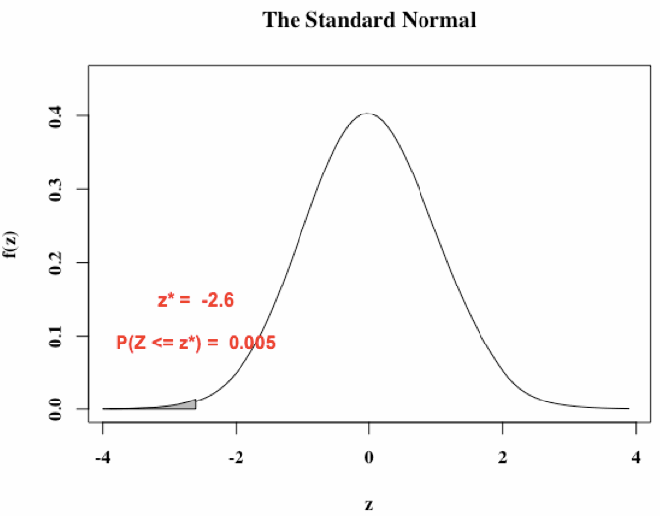 The Standard Normal
f(z)
0.4
0.3
0.2
0.1
0.0
z* = -2.6
P(Z <= z*) = 0.005
-4 -2 0 2 4
z